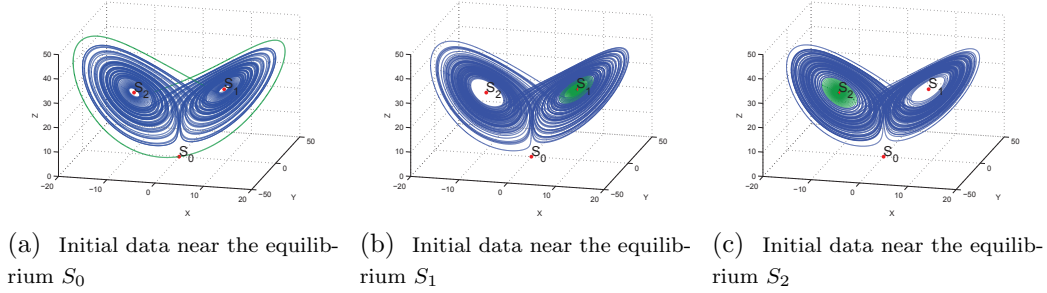 50
40
30
20
10
0
Z
−20
−10
0
10
20
X
−50
0
50
Y
S2
S1
S0
50
40
30
20
10
0
Z
−20
−10
0
10
20
X
−50
0
50
Y
S2
S1
S0
50
40
30
20
10
0
Z
−20
−10
0
10
20
X
−50
0
50
Y
S2
S1
S0
(a) Initial data near the equilib-
rium S0
(b) Initial data near the equilib-
rium S1
(c) Initial data near the equilib-
rium S2